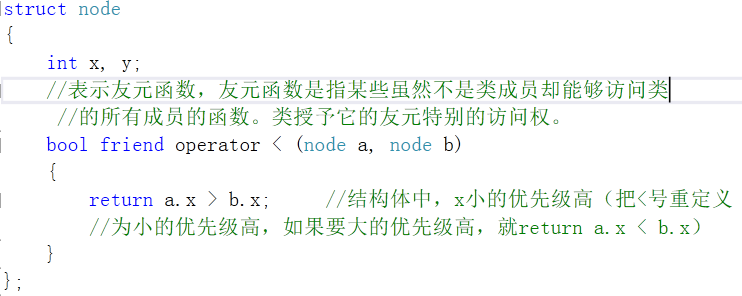 struct node
{
    int x, y;
    //表示友元函数，友元函数是指某些虽然不是类成员却能够访问类
     //的所有成员的函数。类授予它的友元特别的访问权。
    bool friend operator < (node a, node b)
    {
        return a.x > b.x;     //结构体中，x小的优先级高（把<号重定义
        //为小的优先级高，如果要大的优先级高，就return a.x < b.x）
    }
};